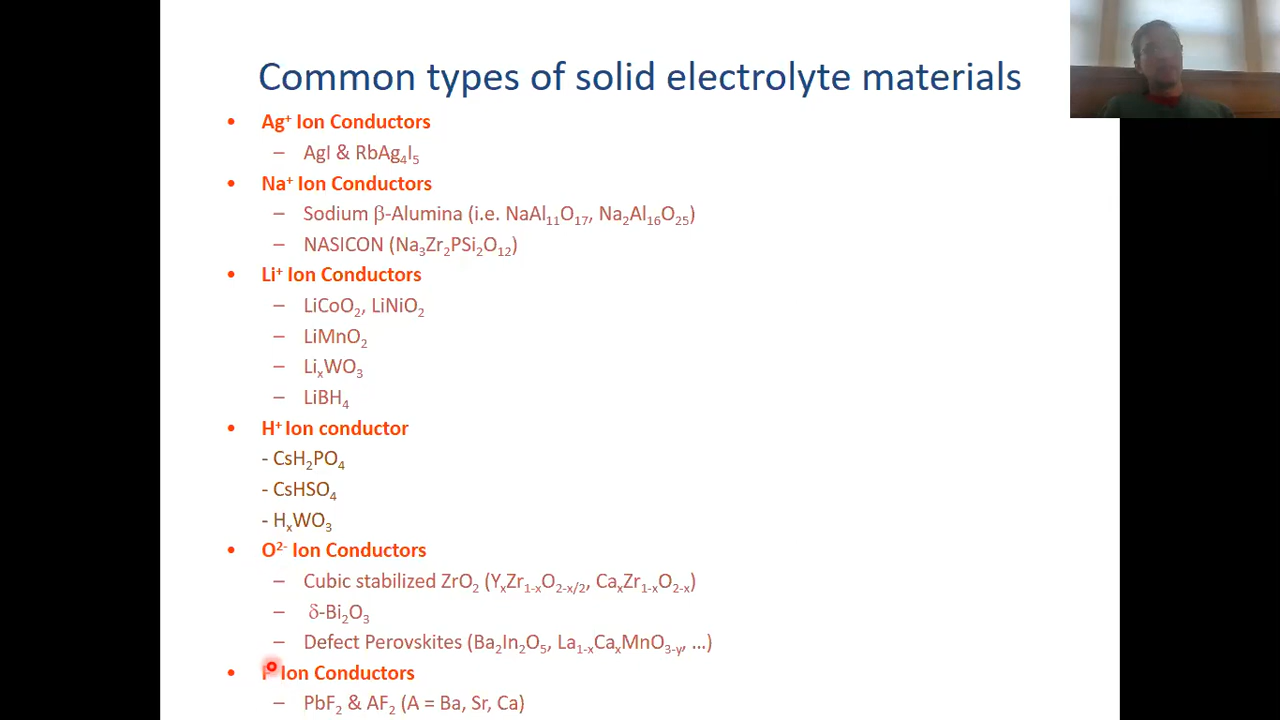 Common types of solid electrolyte materials
• Ag⁺ Ion Conductors
– AgI & RbAg₄I₅
• Na⁺ Ion Conductors
– Sodium β-Alumina (i.e. NaAl₁₁O₁₇, Na₂Al₁₆O₂₅)
– NASICON (Na₃Zr₂PSi₂O₁₂)
• Li⁺ Ion Conductors
– LiCoO₂, LiNiO₂
– LiMnO₂
– LiₓWO₃
– LiBH₄
• H⁺ Ion conductor
- CsH₂PO₄
- CsHSO₄
- HₓWO₃
• O²⁻ Ion Conductors
– Cubic stabilized ZrO₂ (YₓZr₁₋ₓO₂₋ₓ/₂, CaₓZr₁₋ₓO₂₋ₓ)
– δ-Bi₂O₃
– Defect Perovskites (Ba₂In₂O₅, La₁₋ₓCaₓMnO₃₋y, ...)
• Ion Conductors
– PbF₂ & AF₂ (A = Ba, Sr, Ca)